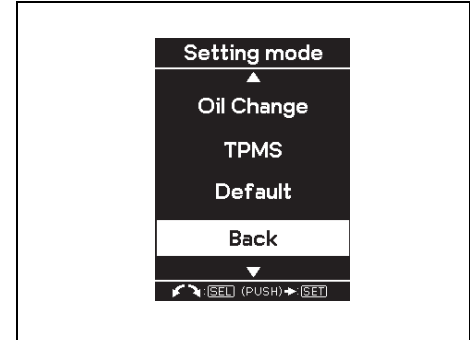 Setting mode
Oil Change
TPMS
Default
Back
:SEL (PUSH)➔:SET